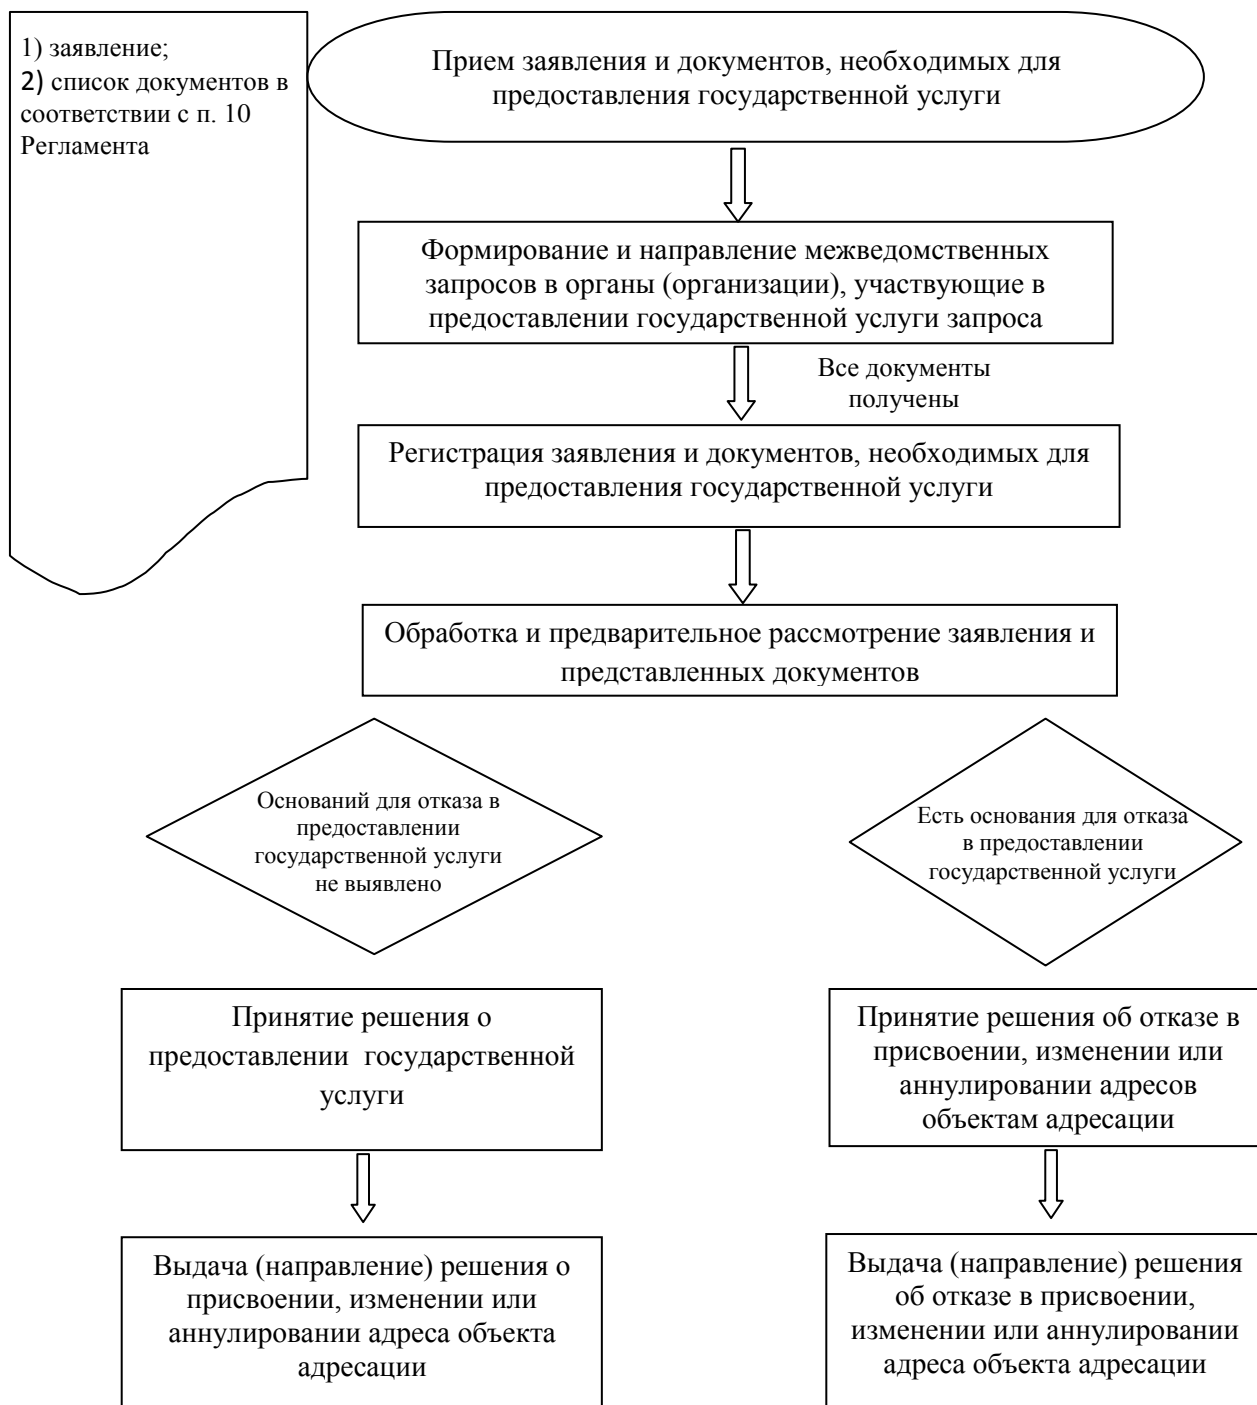 1) заявление;
2) список документов в
соответствии с п. 10
Регламента
Прием заявления и документов, необходимых для
предоставления государственной услуги
Формирование и направление межведомственных
запросов в органы (организации), участвующие в
предоставлении государственной услуги запроса
Все документы
получены
Регистрация заявления и документов, необходимых для
предоставления государственной услуги
Обработка и предварительное рассмотрение заявления и
представленных документов
Оснований для отказа в
предоставлении
государственной услуги
не выявлено
Есть основания для отказа
в предоставлении
государственной услуги
Принятие решения о
предоставлении государственной
услуги
Принятие решения об отказе в
присвоении, изменении или
аннулировании адресов
объектам адресации
Выдача (направление) решения о
присвоении, изменении или
аннулировании адреса объекта
адресации
Выдача (направление) решения
об отказе в присвоении,
изменении или аннулировании
адреса объекта адресации